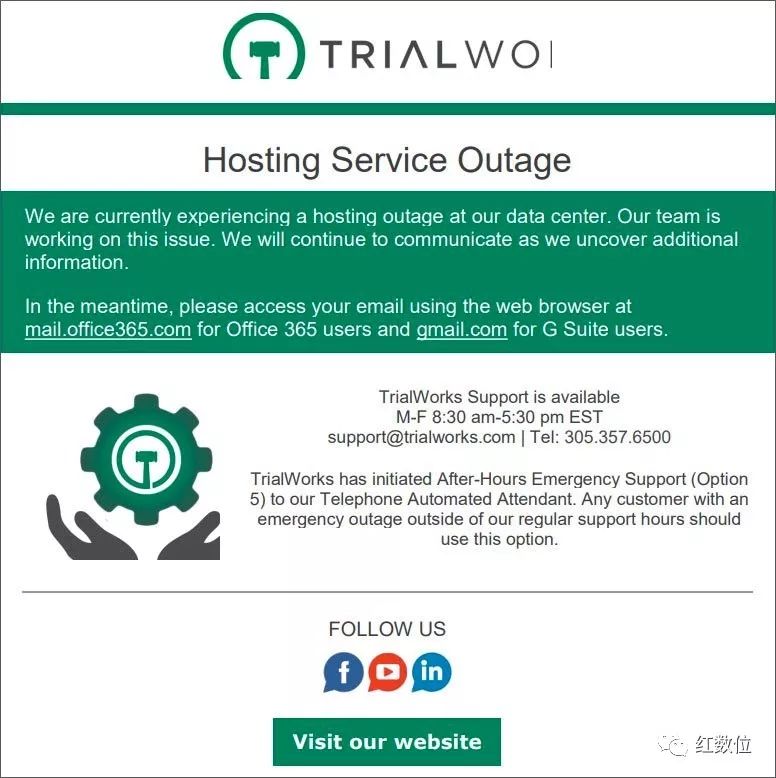 TRIALWO
Hosting Service Outage
We are currently experiencing a hosting outage at our data center. Our team is
working on this issue. We will continue to communicate as we uncover additional
information.
In the meantime, please access your email using the web browser at
mail.office365.com for Office 365 users and gmail.com for G Suite users.
TrialWorks Support is available
M-F 8:30 am-5:30 pm EST
support@trialworks.com | Tel: 305.357.6500
TrialWorks has initiated After-Hours Emergency Support (Option
5) to our Telephone Automated Attendant. Any customer with an
emergency outage outside of our regular support hours should
use this option.
FOLLOW US
f
in
Visit our website
红数位